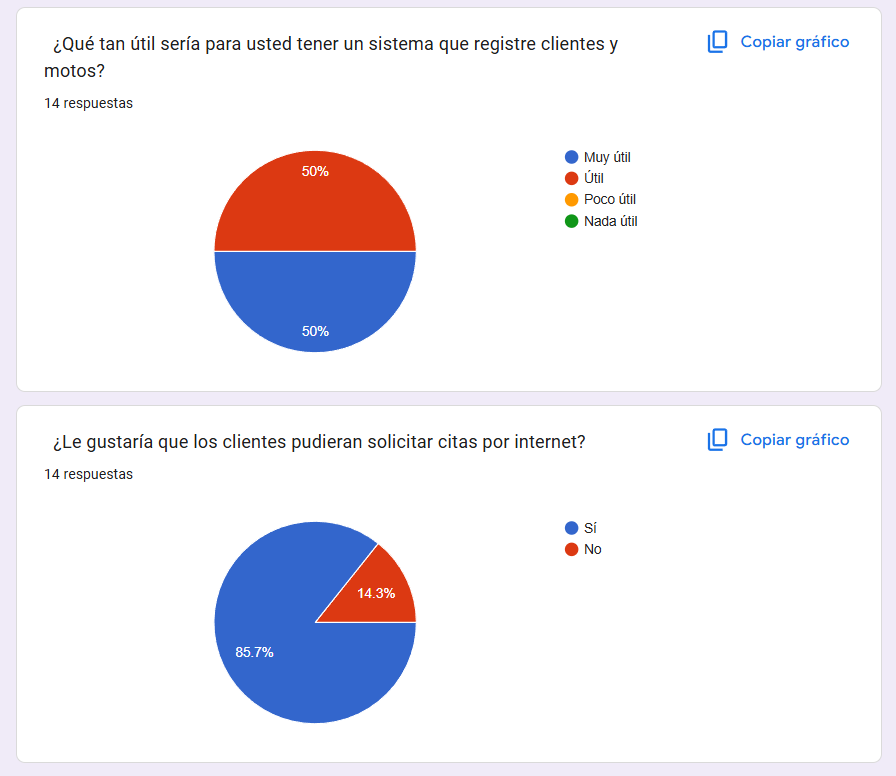 ¿Qué tan útil sería para usted tener un sistema que registre clientes y
motos?
Copiar gráfico
14 respuestas
50%
50%
Muy útil
Útil
Poco útil
Nada útil
¿Le gustaría que los clientes pudieran solicitar citas por internet?
Copiar gráfico
14 respuestas
14.3%
85.7%
Sí
No